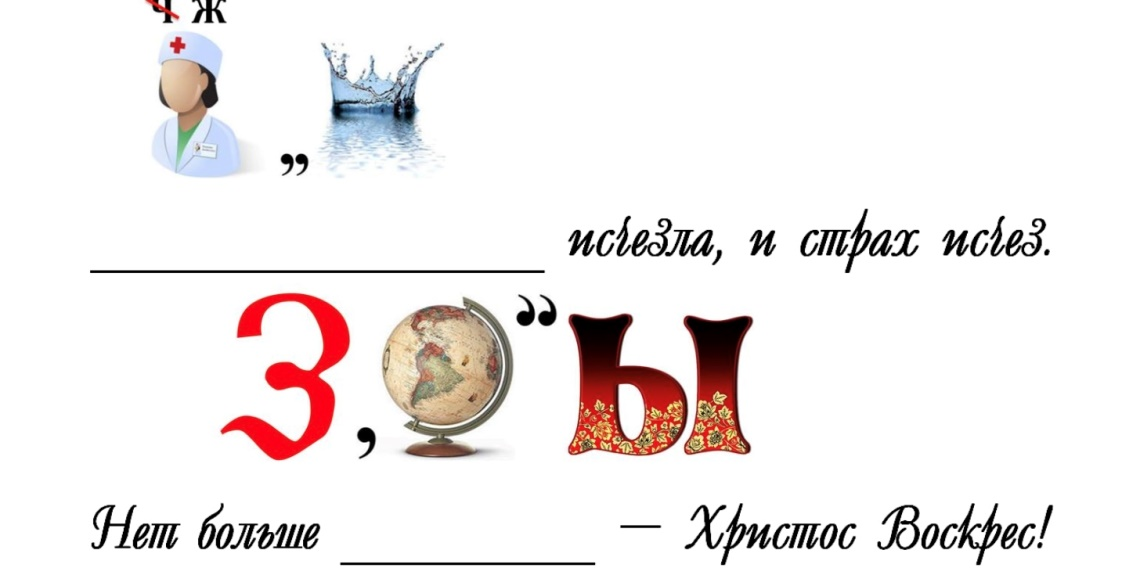 Ч Ж
,,
исчезла, и страх исчез.
З , “ Ы
Нет больше — Христос Воскрес!